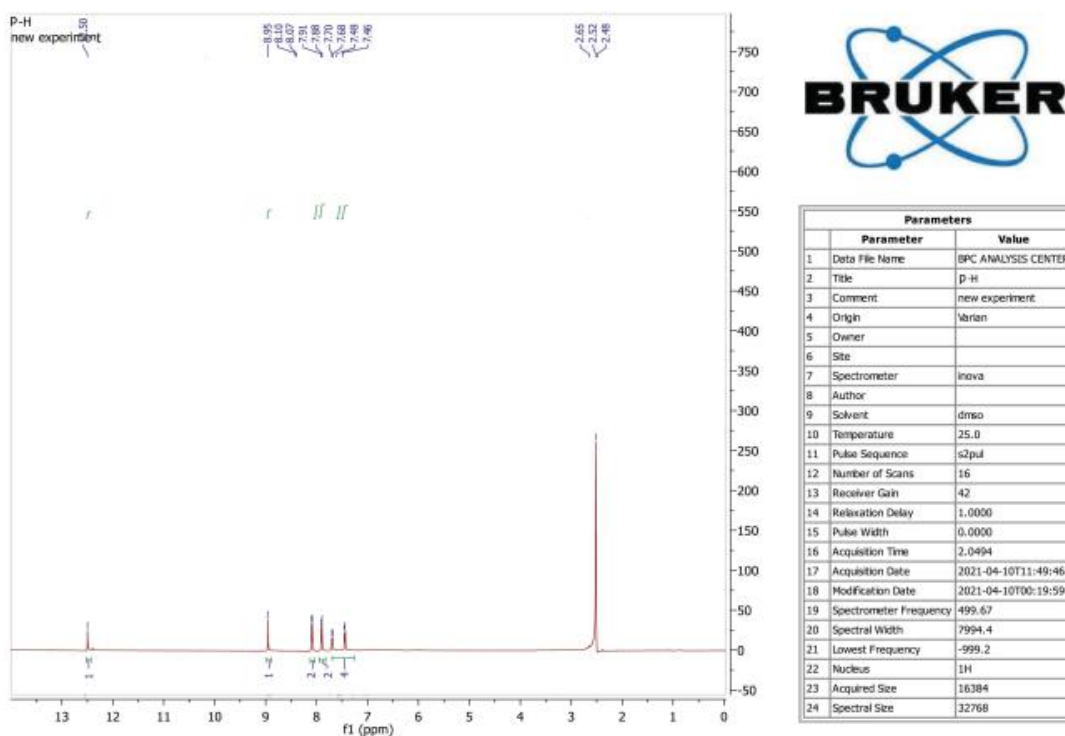 P-H
new experiment
8.95
8.10
8.07
7.91
7.88
7.70
7.68
7.48
7.46
2.65
2.52
2.48
750
700
650
600
550
500
450
400
350
300
250
200
150
100
50
0
-50
1
1
2
2
4
13 12 11 10 9 8 7 6 5 4 3 2 1 0
f1 (ppm)
BRUKER
Parameters
Parameter Value
1 Data File Name BPC ANALYSIS CENTER
2 Title p-H
3 Comment new experiment
4 Origin Varian
5 Owner
6 Site
7 Spectrometer inova
8 Author
9 Solvent dmso
10 Temperature 25.0
11 Pulse Sequence s2pul
12 Number of Scans 16
13 Receiver Gain 42
14 Relaxation Delay 1.0000
15 Pulse Width 0.0000
16 Acquisition Time 2.0494
17 Acquisition Date 2021-04-10T11:49:46
18 Modification Date 2021-04-10T00:19:59
19 Spectrometer Frequency 499.67
20 Spectral Width 7994.4
21 Lowest Frequency -999.2
22 Nucleus 1H
23 Acquired Size 16384
24 Spectral Size 32768